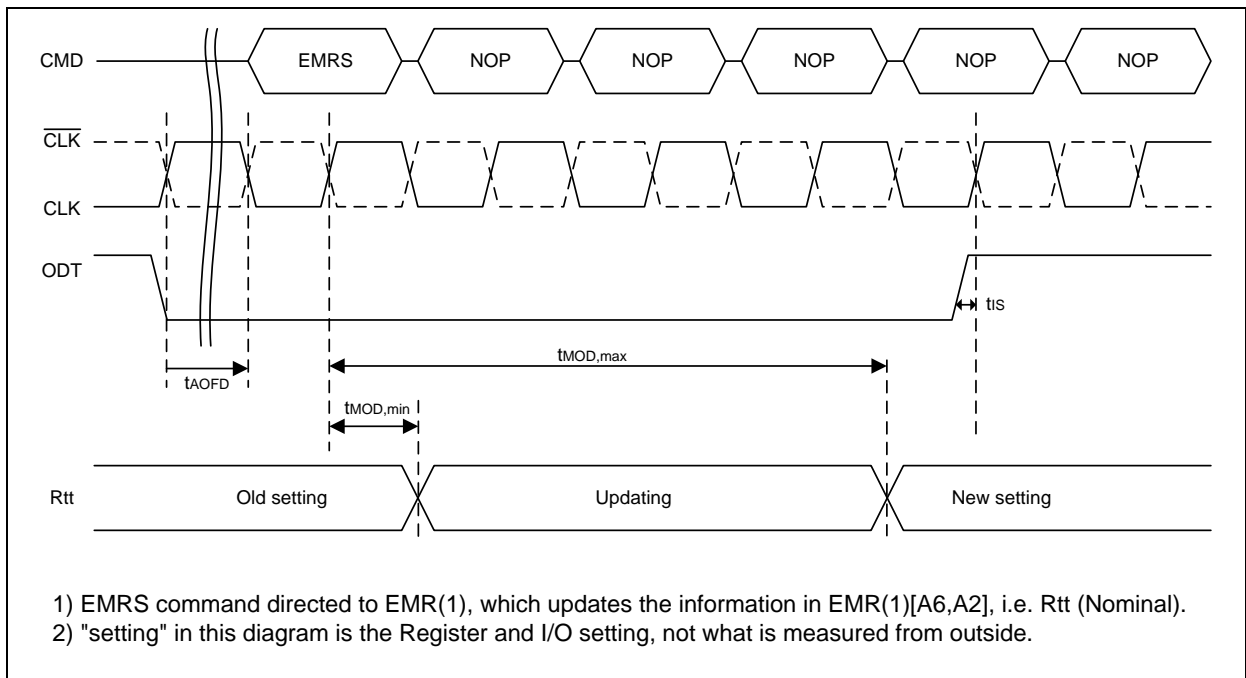 CMD EMRS NOP NOP NOP NOP NOP
CLK
CLK
ODT
tIS
tMOD,max
tAOFD
tMOD,min
Rtt Old setting Updating New setting
1) EMRS command directed to EMR(1), which updates the information in EMR(1)[A6,A2], i.e. Rtt (Nominal).
2) "setting" in this diagram is the Register and I/O setting, not what is measured from outside.